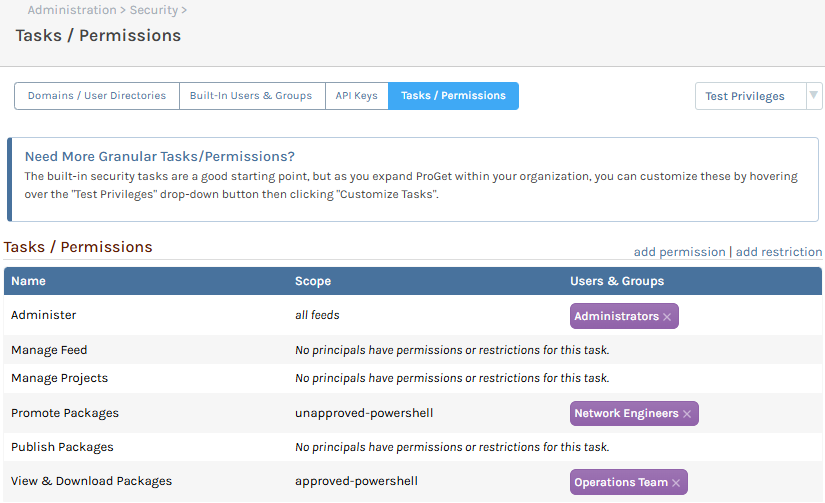 Administration > Security >
Tasks / Permissions
Domains / User Directories Built-In Users & Groups API Keys Tasks / Permissions Test Privileges
Need More Granular Tasks/Permissions?
The built-in security tasks are a good starting point, but as you expand ProGet within your organization, you can customize these by hovering
over the "Test Privileges" drop-down button then clicking "Customize Tasks".
Tasks / Permissions add permission | add restriction
Name Scope Users & Groups
Administer all feeds Administrators ×
Manage Feed No principals have permissions or restrictions for this task.
Manage Projects No principals have permissions or restrictions for this task.
Promote Packages unapproved-powershell Network Engineers ×
Publish Packages No principals have permissions or restrictions for this task.
View & Download Packages approved-powershell Operations Team ×